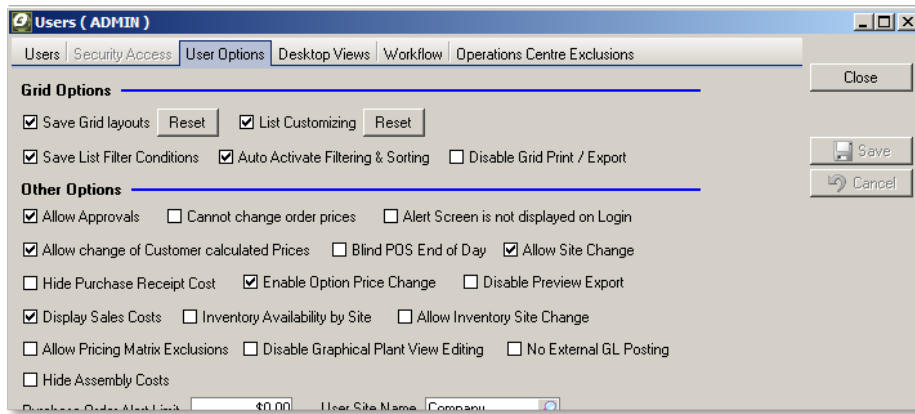 Users ( ADMIN )
Users Security Access User Options Desktop Views Workflow Operations Centre Exclusions
Close
Grid Options
Save Grid layouts Reset List Customizing Reset
Save List Filter Conditions Auto Activate Filtering & Sorting Disable Grid Print / Export
Save
Cancel
Other Options
Allow Approvals Cannot change order prices Alert Screen is not displayed on Login
Allow change of Customer calculated Prices Blind POS End of Day Allow Site Change
Hide Purchase Receipt Cost Enable Option Price Change Disable Preview Export
Display Sales Costs Inventory Availability by Site Allow Inventory Site Change
Allow Pricing Matrix Exclusions Disable Graphical Plant View Editing No External GL Posting
Hide Assembly Costs
Purchase Order Alert Limit $0.00 User Site Name Company